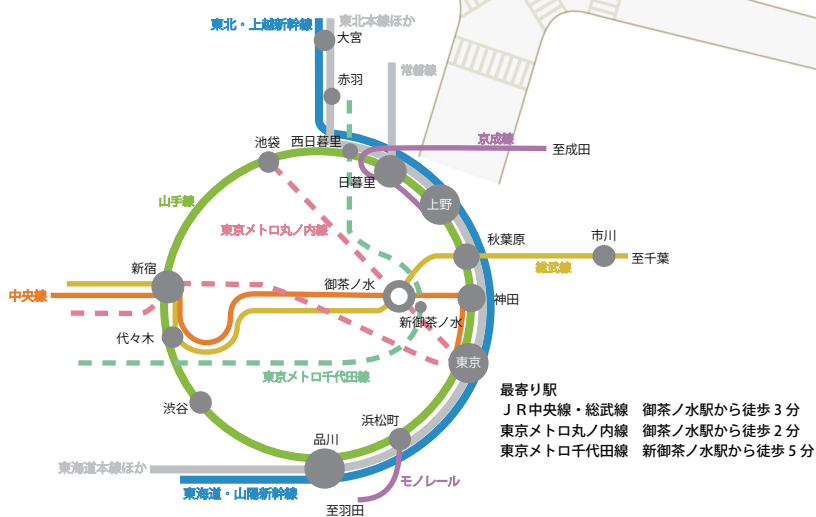 東北・上越新幹線
東北本線ほか
大宮
常磐線
赤羽
池袋
西日暮里
京成線
至成田
日暮里
山手線
上野
東京メトロ丸ノ内線
秋葉原
市川
新宿
総武線
至千葉
御茶ノ水
中央線
神田
新御茶ノ水
代々木
東京
東京メトロ千代田線
最寄り駅
渋谷
ＪＲ中央線・総武線　御茶ノ水駅から徒歩３分
浜松町
東京メトロ丸ノ内線　御茶ノ水駅から徒歩２分
品川
東京メトロ千代田線　新御茶ノ水駅から徒歩５分
東海道本線ほか
モノレール
東海道・山陽新幹線
至羽田